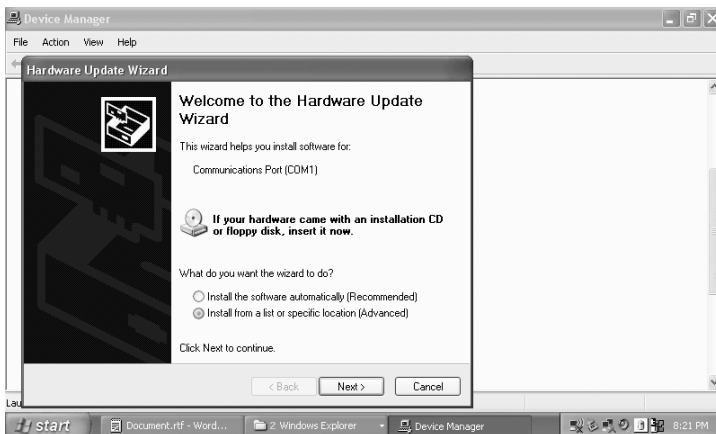 Device Manager
File Action View Help
Hardware Update Wizard
Welcome to the Hardware Update
Wizard
This wizard helps you install software for:
Communications Port (COM1)
If your hardware came with an installation CD
or floppy disk, insert it now.
What do you want the wizard to do?
Install the software automatically (Recommended)
Install from a list or specific location (Advanced)
Click Next to continue.
< Back Next > Cancel
Lau
start Document.rtf - Word... 2 Windows Explorer Device Manager 8:21 PM